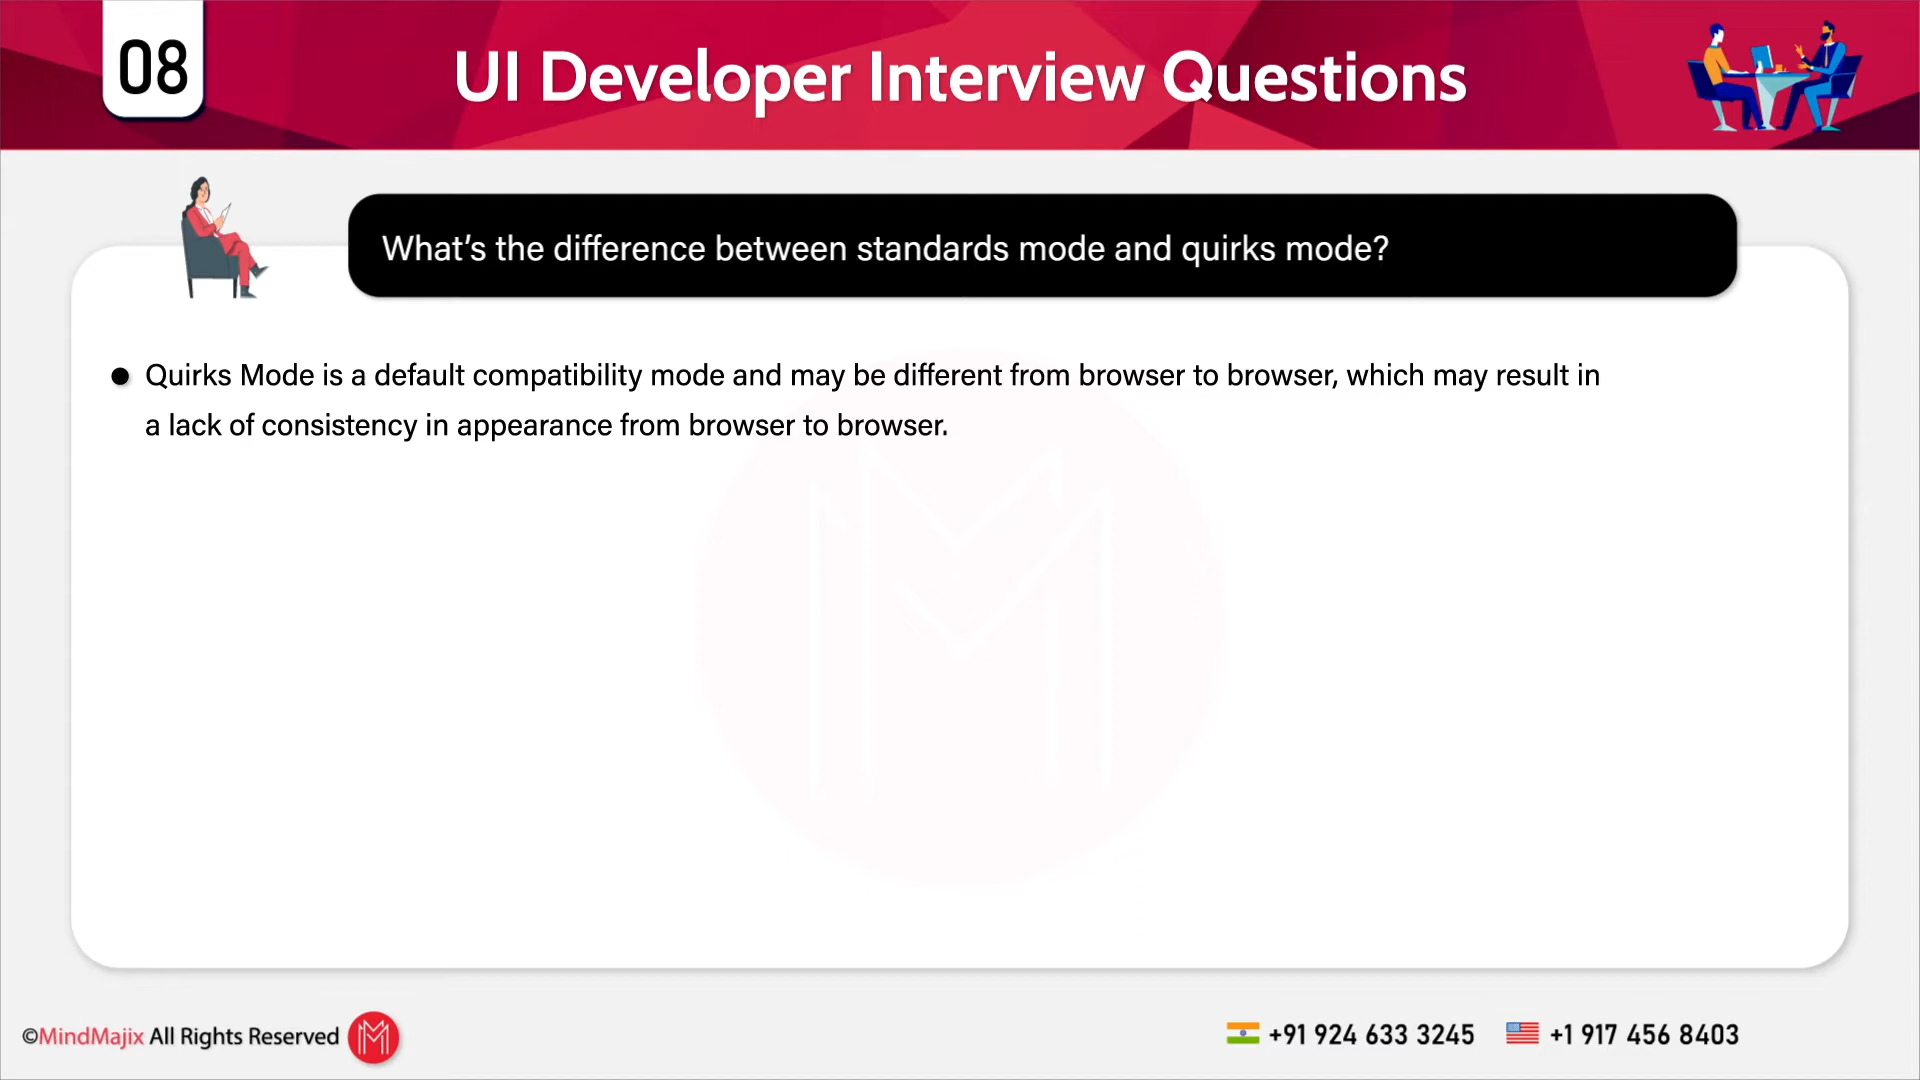 08
UI Developer Interview Questions
What's the difference between standards mode and quirks mode?
● Quirks Mode is a default compatibility mode and may be different from browser to browser, which may result in
a lack of consistency in appearance from browser to browser.
©MindMajix All Rights Reserved
+91 924 633 3245
+1 917 456 8403